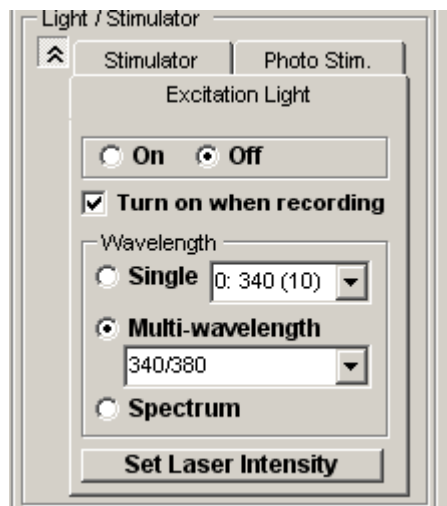 Light / Stimulator
Stimulator Photo Stim.
Excitation Light
On Off
Turn on when recording
Wavelength
Single 0: 340 (10)
Multi-wavelength
340/380
Spectrum
Set Laser Intensity